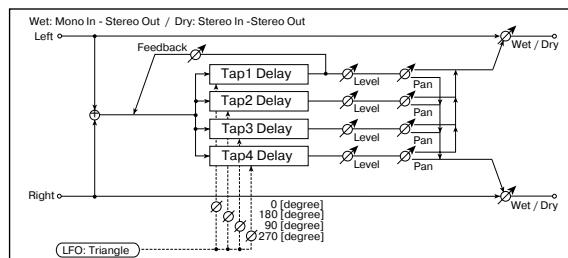 Wet: Mono In - Stereo Out / Dry: Stereo In -Stereo Out
Left
Wet / Dry
Feedback
Tap1 Delay
Level
Pan
Tap2 Delay
Level
Pan
Tap3 Delay
Level
Pan
Tap4 Delay
Level
Pan
Right
Wet / Dry
0 [degree]
180 [degree]
90 [degree]
270 [degree]
LFO: Triangle